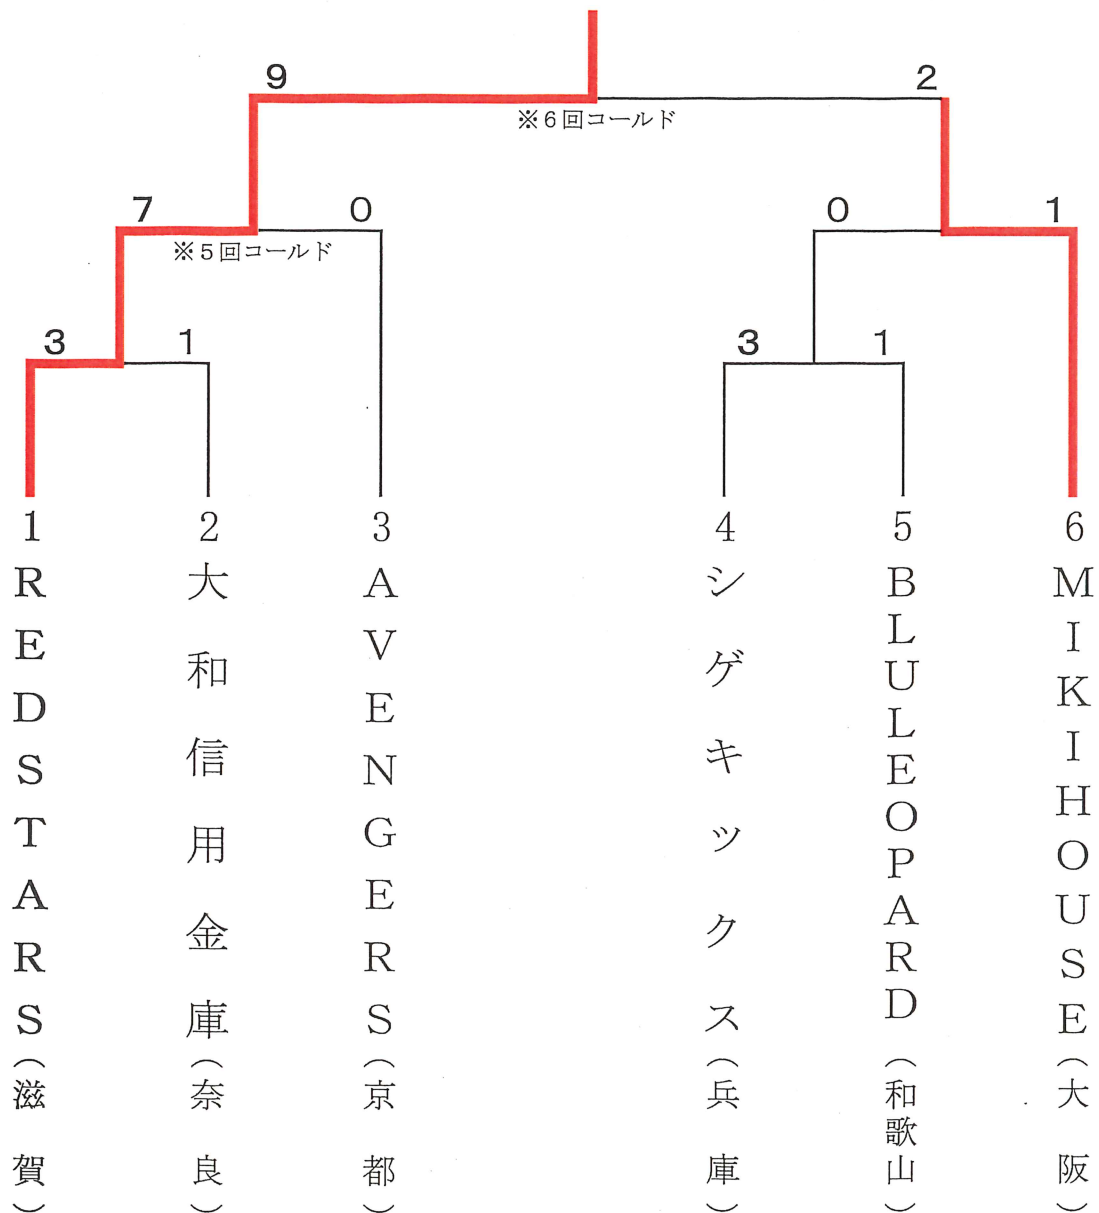 9 2
※6回コールド
7 0 0 1
※5回コールド
3 1 3 1
1 2 3 4 5 6
REDSTARS(滋賀)
大和信用金庫(奈良)
AVENGERS(京都)
シゲキックス(兵庫)
BLULEOPARD(和歌山)
MIKIHOUSE(大阪)